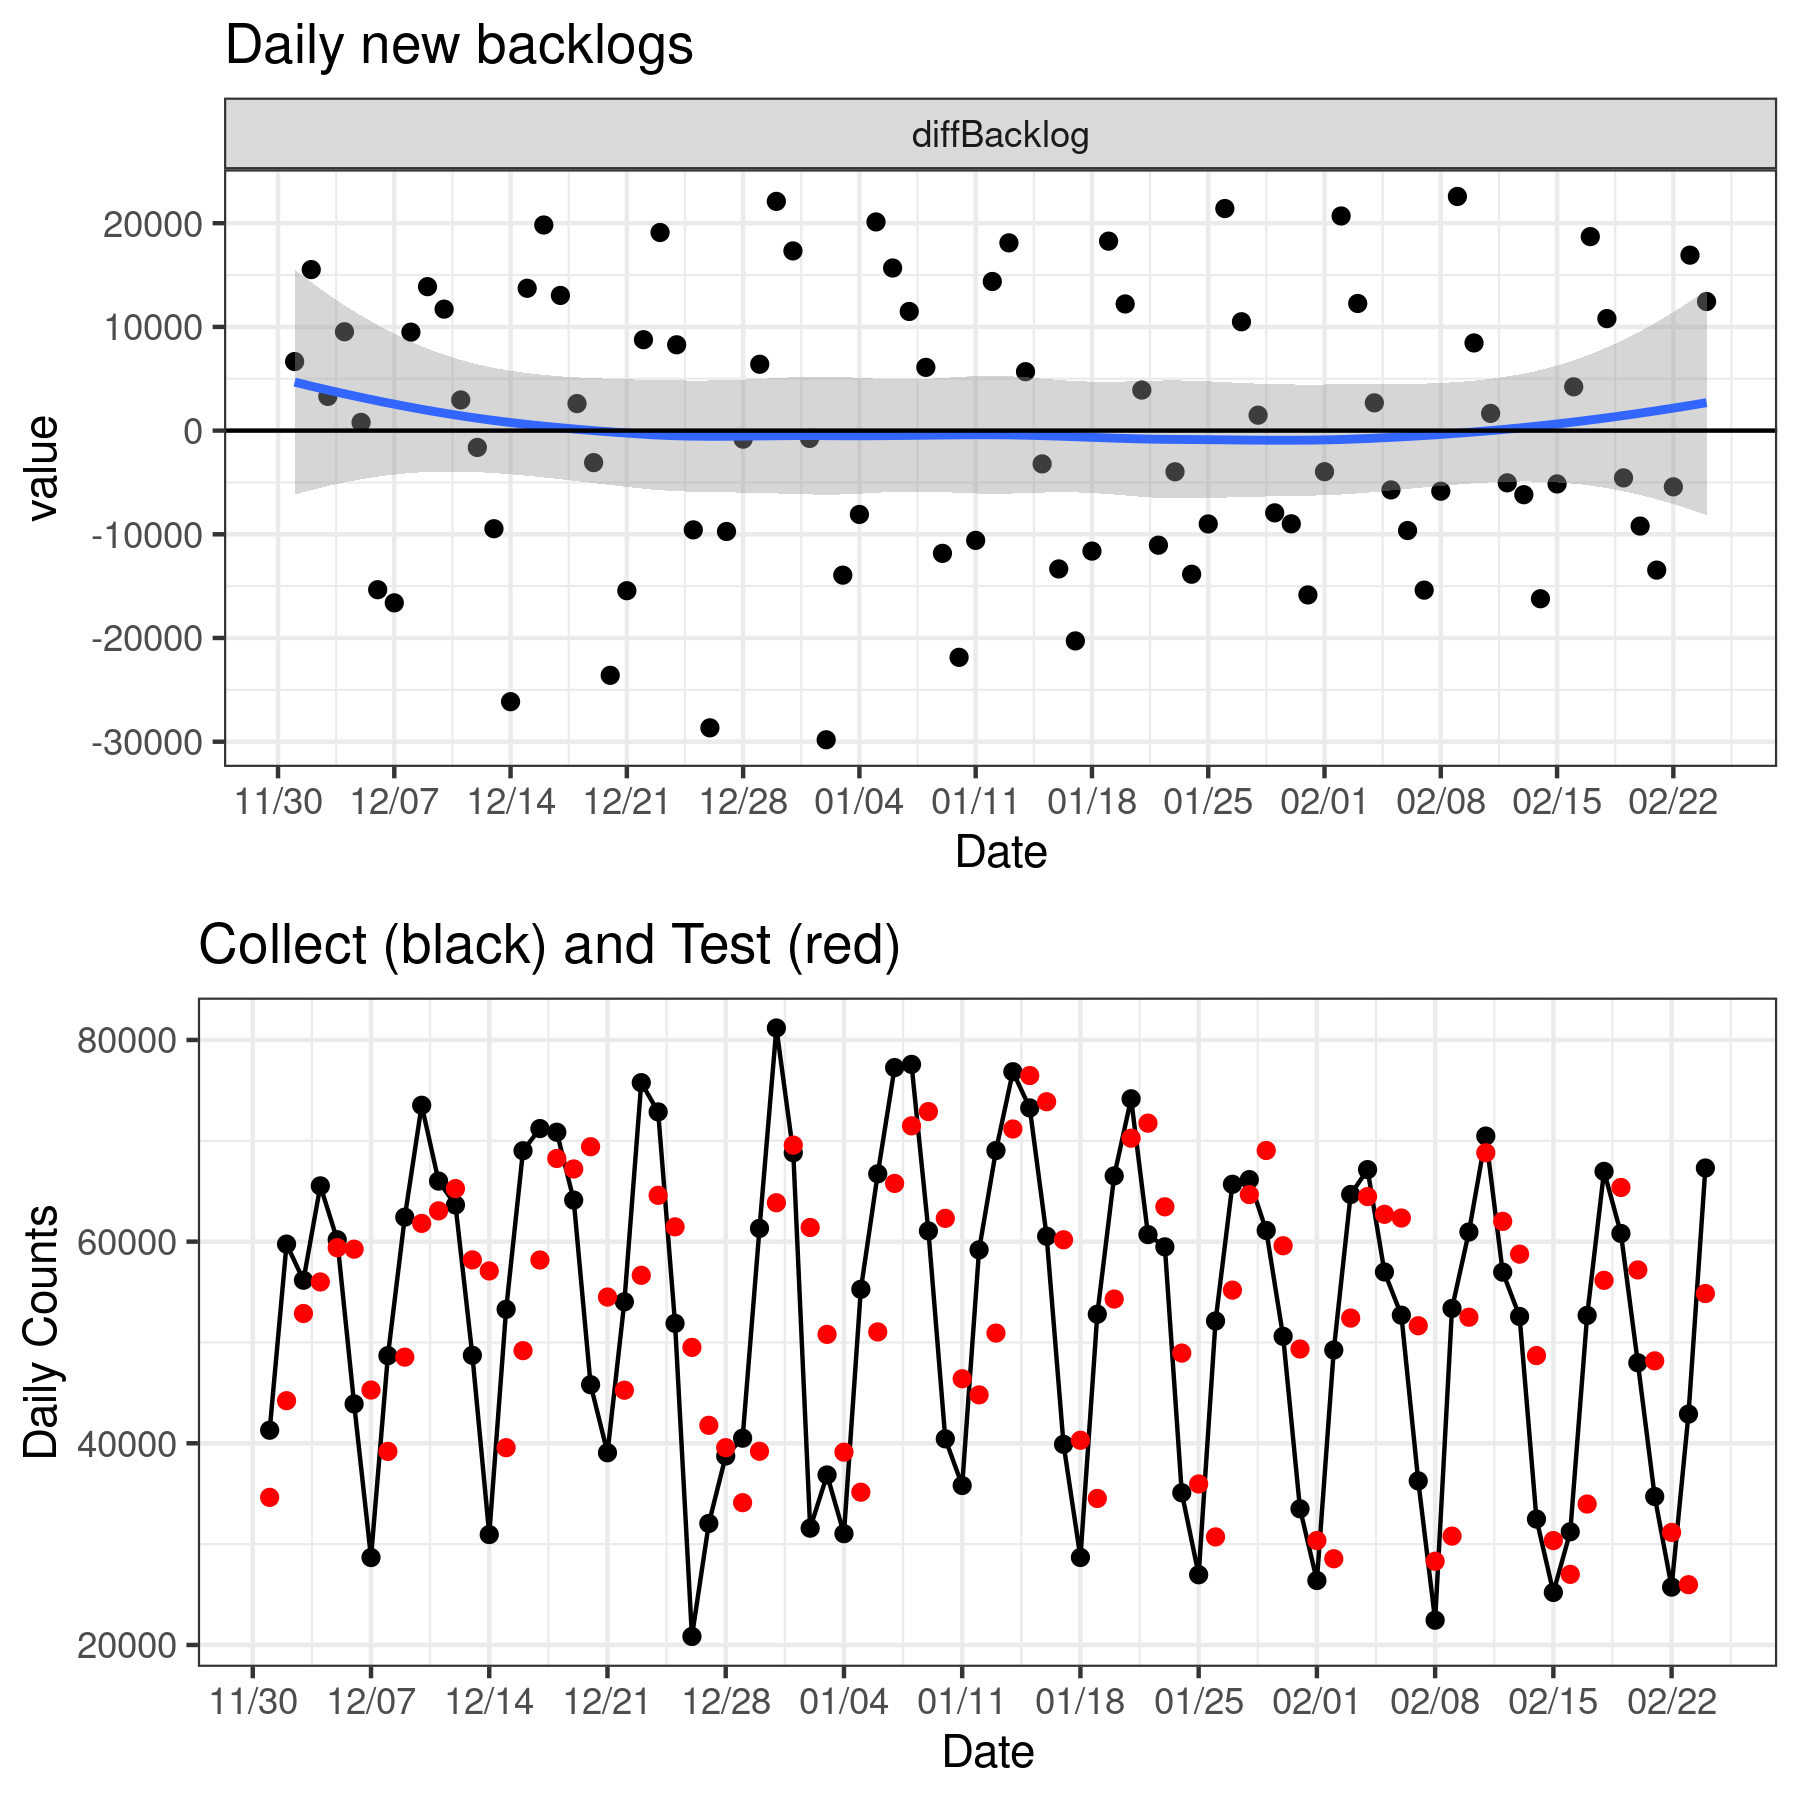 Daily new backlogs
diffBacklog
20000
10000
0
-10000
-20000
-30000
value
11/30 12/07 12/14 12/21 12/28 01/04 01/11 01/18 01/25 02/01 02/08 02/15 02/22
Date
Collect (black) and Test (red)
80000
60000
40000
20000
Daily Counts
11/30 12/07 12/14 12/21 12/28 01/04 01/11 01/18 01/25 02/01 02/08 02/15 02/22
Date